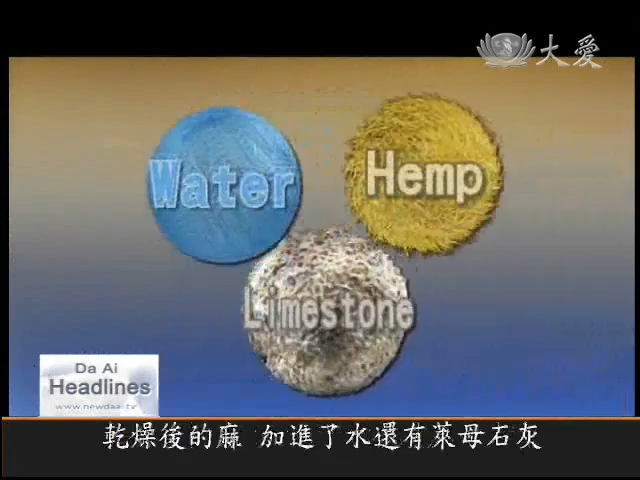 大愛
Water
Hemp
Limestone
Da Ai
Headlines
www.newdaai.tv
乾燥後的麻 加進了水還有萊母石灰